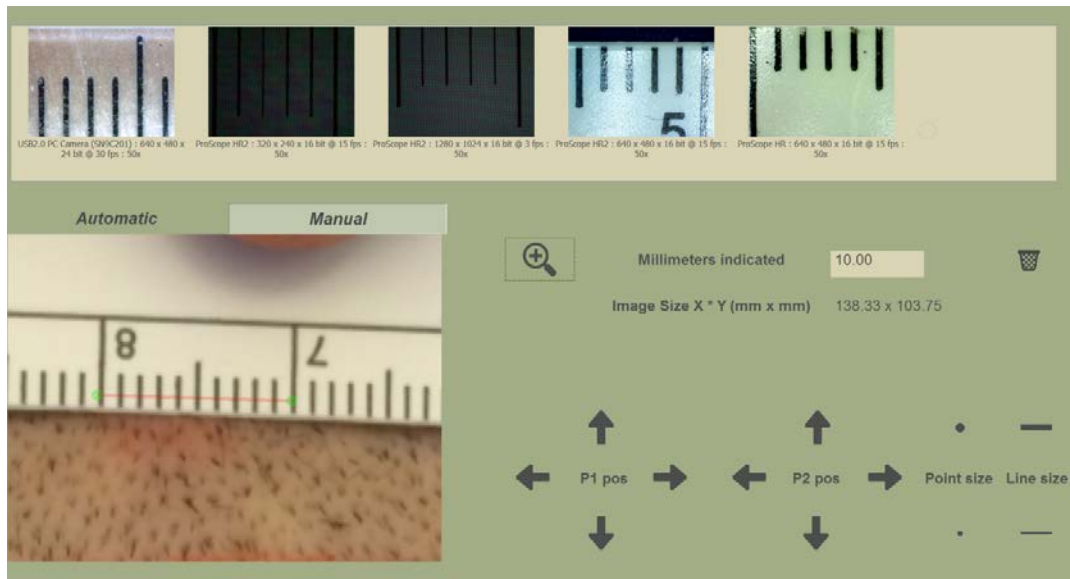 5
USB2.0 PC Camera (SN9C201) : 640 x 480 x
24 bit @ 30 fps : 50x
ProScope HR2 : 320 x 240 x 16 bit @ 15 fps :
50x
ProScope HR2 : 1280 x 1024 x 16 bit @ 3 fps :
50x
ProScope HR2 : 640 x 480 x 16 bit @ 15 fps :
50x
ProScope HR : 640 x 480 x 16 bit @ 15 fps :
50x
Automatic
Manual
8
7
Millimeters indicated
10.00
Image Size X * Y (mm x mm)
138.33 x 103.75
P1 pos
P2 pos
Point size
Line size